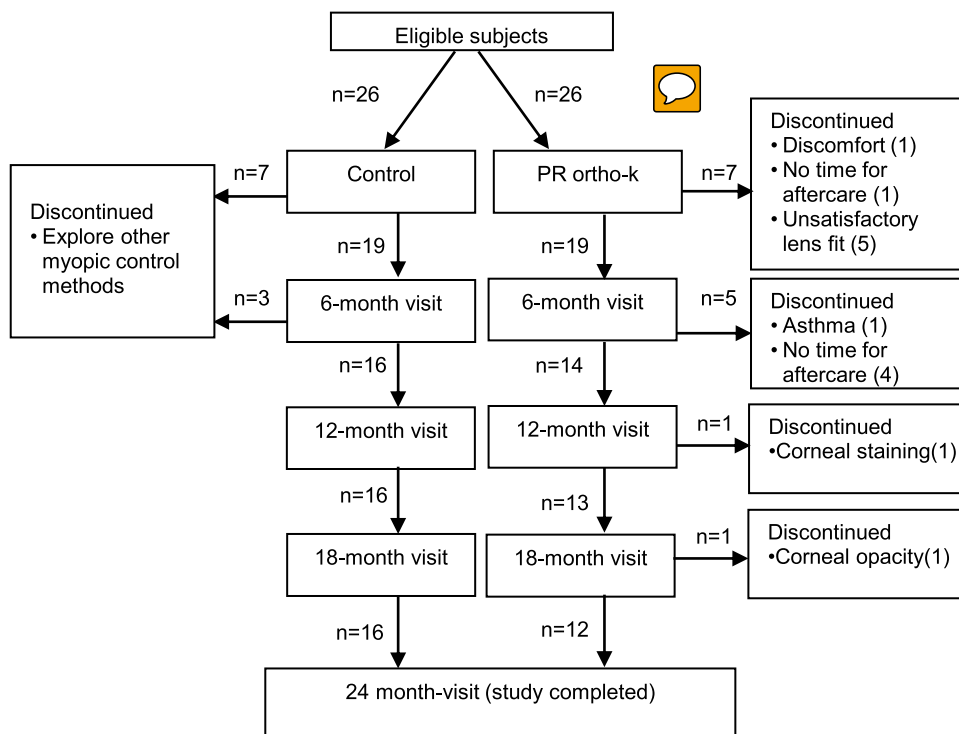 Eligible subjects
n=26
n=26
Control
PR ortho-k
n=7
n=7
Discontinued
• Explore other
myopic control
methods
Discontinued
• Discomfort (1)
• No time for
aftercare (1)
• Unsatisfactory
lens fit (5)
n=19
n=19
6-month visit
6-month visit
n=3
n=5
Discontinued
• Asthma (1)
• No time for
aftercare (4)
n=16
n=14
12-month visit
12-month visit
n=1
Discontinued
•Corneal staining(1)
n=16
n=13
18-month visit
18-month visit
n=1
Discontinued
•Corneal opacity(1)
n=16
n=12
24 month-visit (study completed)